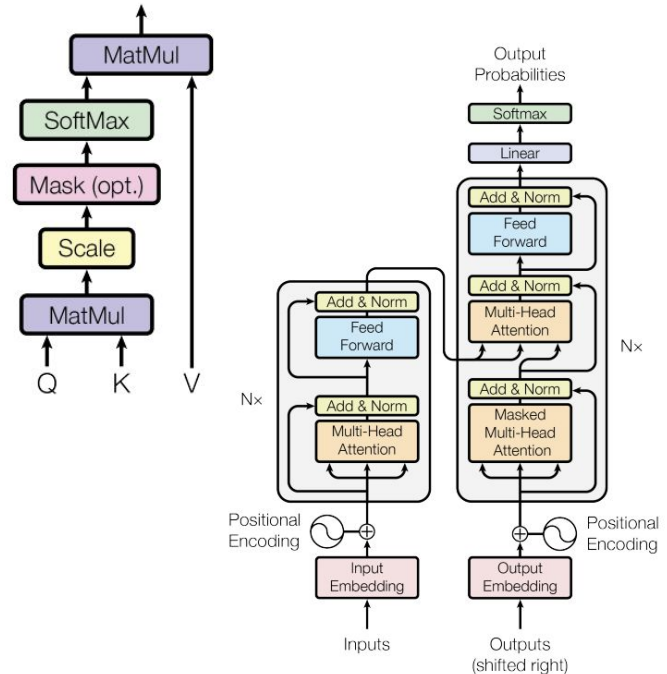 MatMul
SoftMax
Mask (opt.)
Scale
MatMul
Q K V
Output
Probabilities
Softmax
Linear
Add & Norm
Feed
Forward
Add & Norm
Multi-Head
Attention
Add & Norm
Masked
Multi-Head
Attention
N×
Add & Norm
Feed
Forward
Add & Norm
Multi-Head
Attention
N×
Positional
Encoding
Positional
Encoding
Input
Embedding
Output
Embedding
Inputs
Outputs
(shifted right)